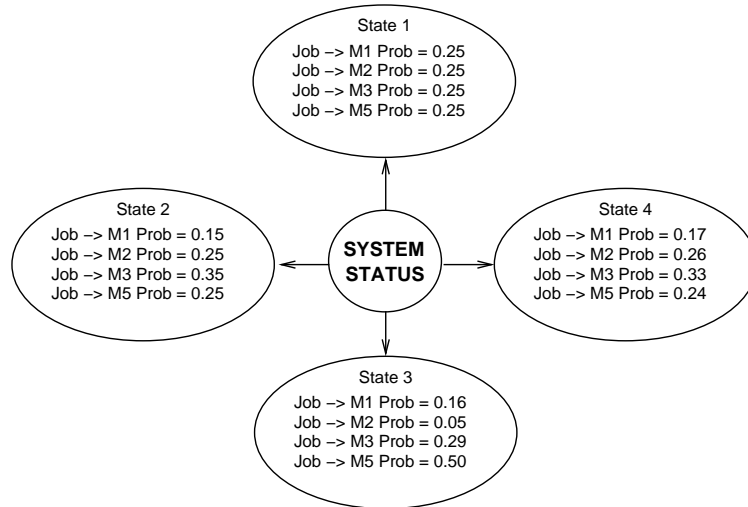 State 1
Job −> M1 Prob = 0.25
Job −> M2 Prob = 0.25
Job −> M3 Prob = 0.25
Job −> M5 Prob = 0.25
State 2
Job −> M1 Prob = 0.15
Job −> M2 Prob = 0.25
Job −> M3 Prob = 0.35
Job −> M5 Prob = 0.25
SYSTEM
STATUS
State 4
Job −> M1 Prob = 0.17
Job −> M2 Prob = 0.26
Job −> M3 Prob = 0.33
Job −> M5 Prob = 0.24
State 3
Job −> M1 Prob = 0.16
Job −> M2 Prob = 0.05
Job −> M3 Prob = 0.29
Job −> M5 Prob = 0.50